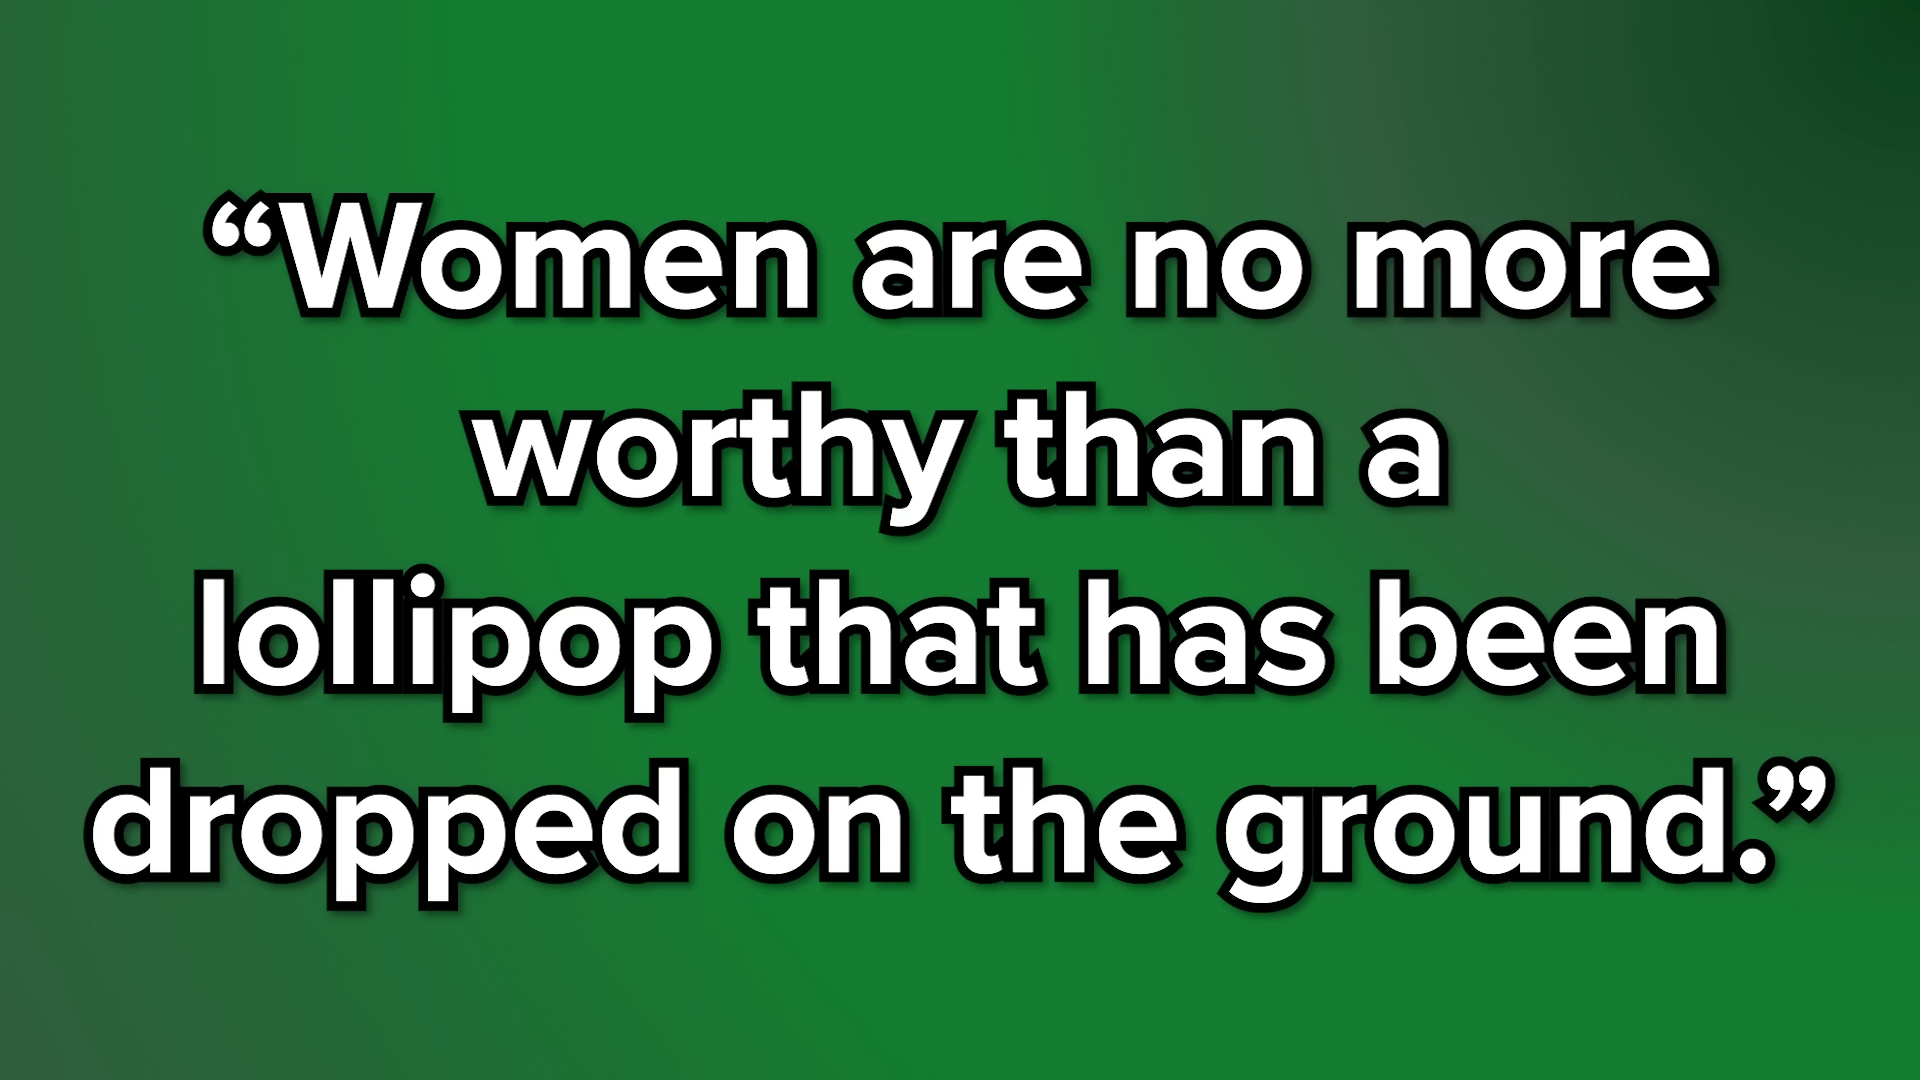 “Women are no more
worthy than a
lollipop that has been
dropped on the ground.”